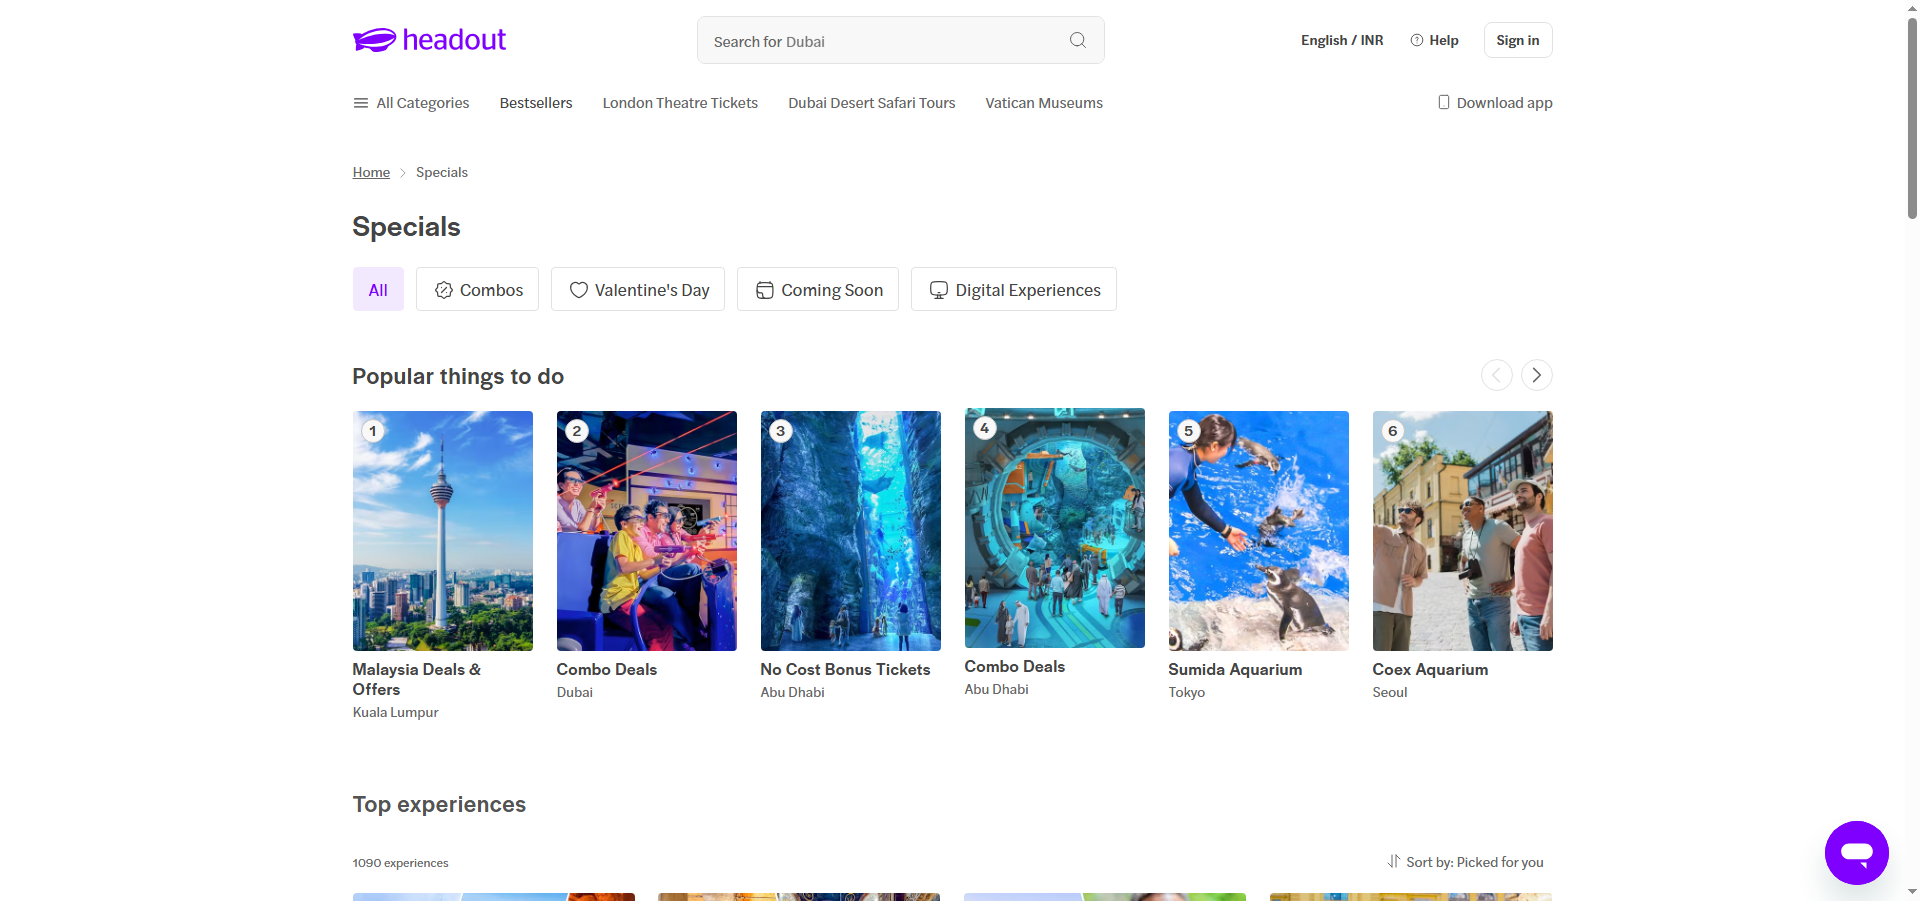 headout
Search for Dubai
English / INR
Help
Sign in
All Categories
Bestsellers
London Theatre Tickets
Dubai Desert Safari Tours
Vatican Museums
Download app
Home
Specials
Specials
All
Combos
Valentine's Day
Coming Soon
Digital Experiences
Popular things to do
1
2
3
4
5
6
Malaysia Deals &
Offers
Kuala Lumpur
Combo Deals
Dubai
No Cost Bonus Tickets
Abu Dhabi
Combo Deals
Abu Dhabi
Sumida Aquarium
Tokyo
Coex Aquarium
Seoul
Top experiences
1090 experiences
Sort by: Picked for you